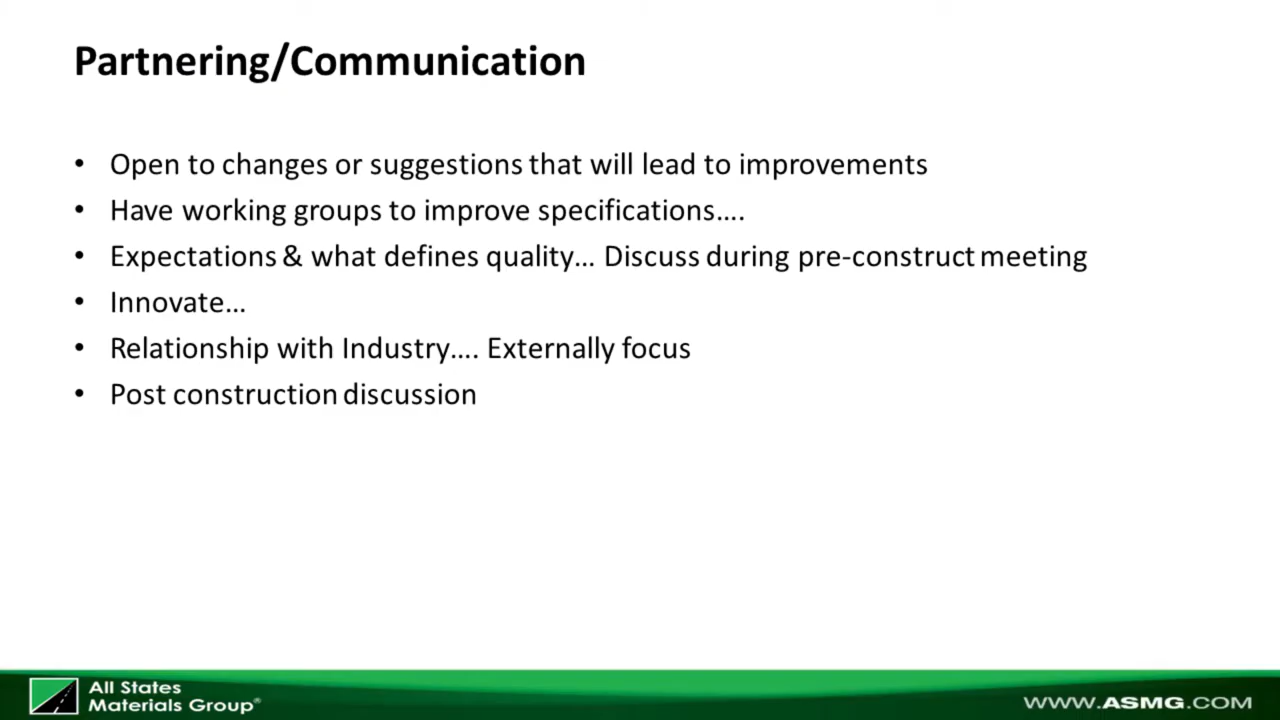 Partnering/Communication
• Open to changes or suggestions that will lead to improvements
• Have working groups to improve specifications….
• Expectations & what defines quality… Discuss during pre-construct meeting
• Innovate…
• Relationship with Industry…. Externally focus
• Post construction discussion
All States
Materials Group®
WWW.ASMG.COM